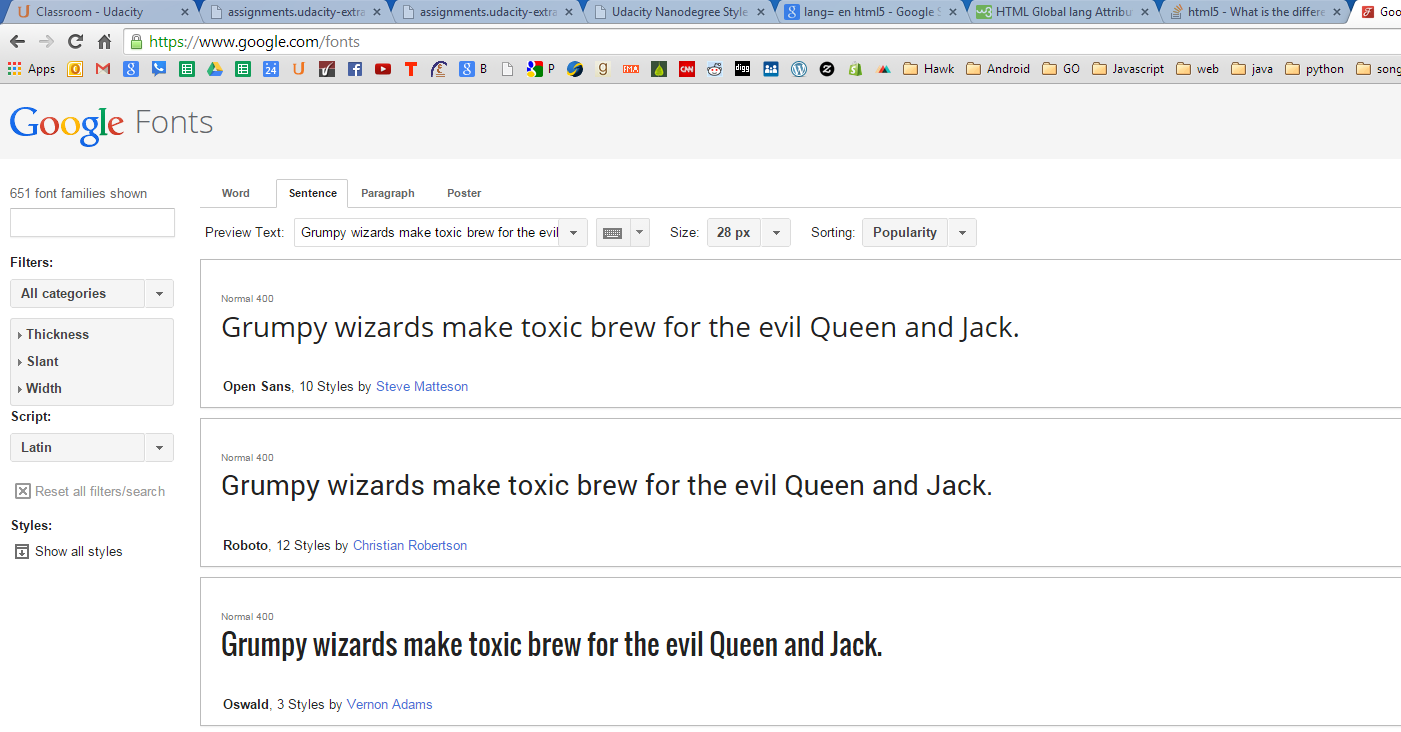 Classroom - Udacity assignments.udacity-extra assignments.udacity-extra Udacity Nanodegree Style lang= en html5 - Google S HTML Global lang Attribu html5 - What is the differe Goo
https://www.google.com/fonts
Apps 24 B P g FMA CNN digg Hawk Android GO Javascript web java python song
Google Fonts
651 font families shown
Word Sentence Paragraph Poster
Preview Text: Grumpy wizards make toxic brew for the evil Size: 28 px Sorting: Popularity
Filters:
All categories
Thickness
Slant
Width
Script:
Latin
Reset all filters/search
Styles:
Show all styles
Normal 400
Grumpy wizards make toxic brew for the evil Queen and Jack.
Open Sans, 10 Styles by Steve Matteson
Normal 400
Grumpy wizards make toxic brew for the evil Queen and Jack.
Roboto, 12 Styles by Christian Robertson
Normal 400
Grumpy wizards make toxic brew for the evil Queen and Jack.
Oswald, 3 Styles by Vernon Adams